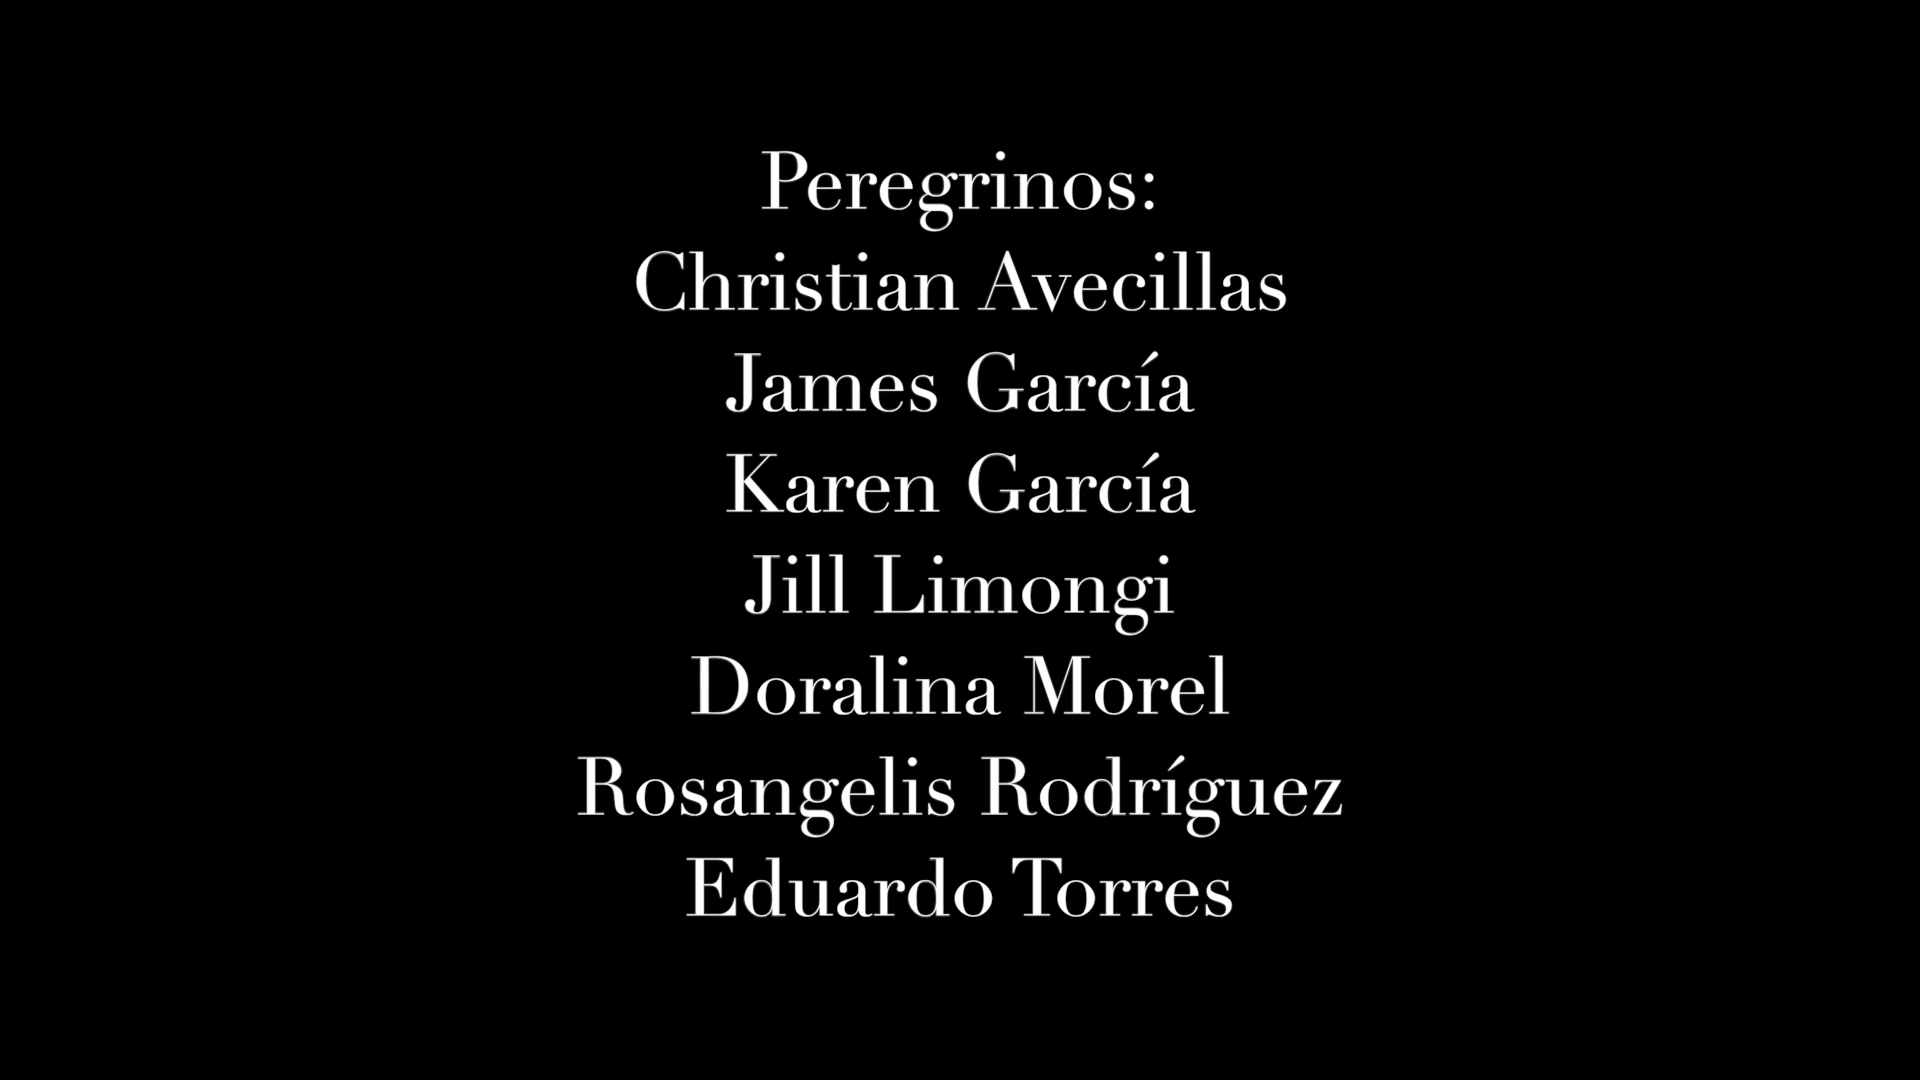 Peregrinos:
Christian Avecillas
James García
Karen García
Jill Limongi
Doralina Morel
Rosangelis Rodríguez
Eduardo Torres